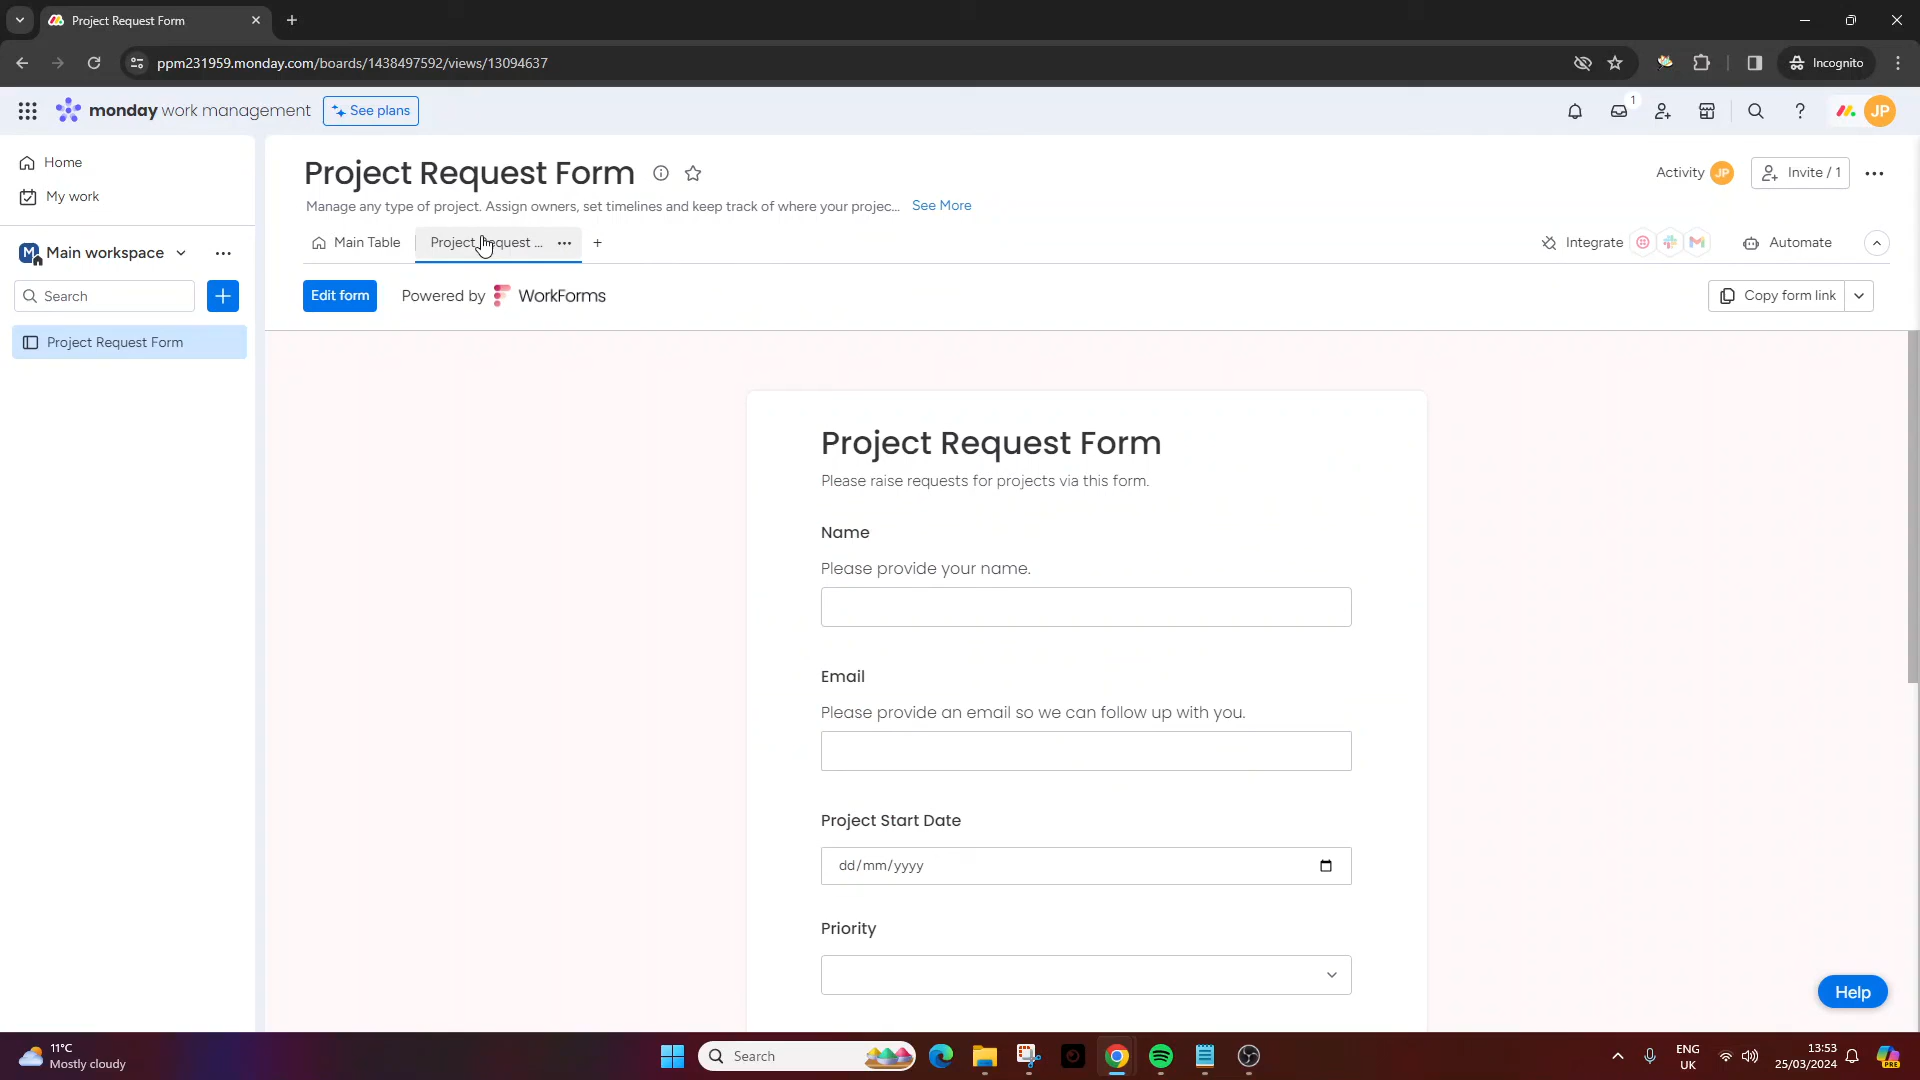 Project Request Form
ppm231959.monday.com/boards/1438497592/views/13094637
Incognito
monday work management
See plans
1
JP
Home
My work
M
Main workspace
Search
Project Request Form
Project Request Form
Activity
JP
Invite / 1
Manage any type of project. Assign owners, set timelines and keep track of where your projec...
See More
Main Table
Project Request ...
Integrate
Automate
Edit form
Powered by
WorkForms
Copy form link
Project Request Form
Please raise requests for projects via this form.
Name
Please provide your name.
Email
Please provide an email so we can follow up with you.
Project Start Date
dd/mm/yyyy
Priority
Help
11°C
Mostly cloudy
Search
ENG
UK
13:53
25/03/2024
PRE